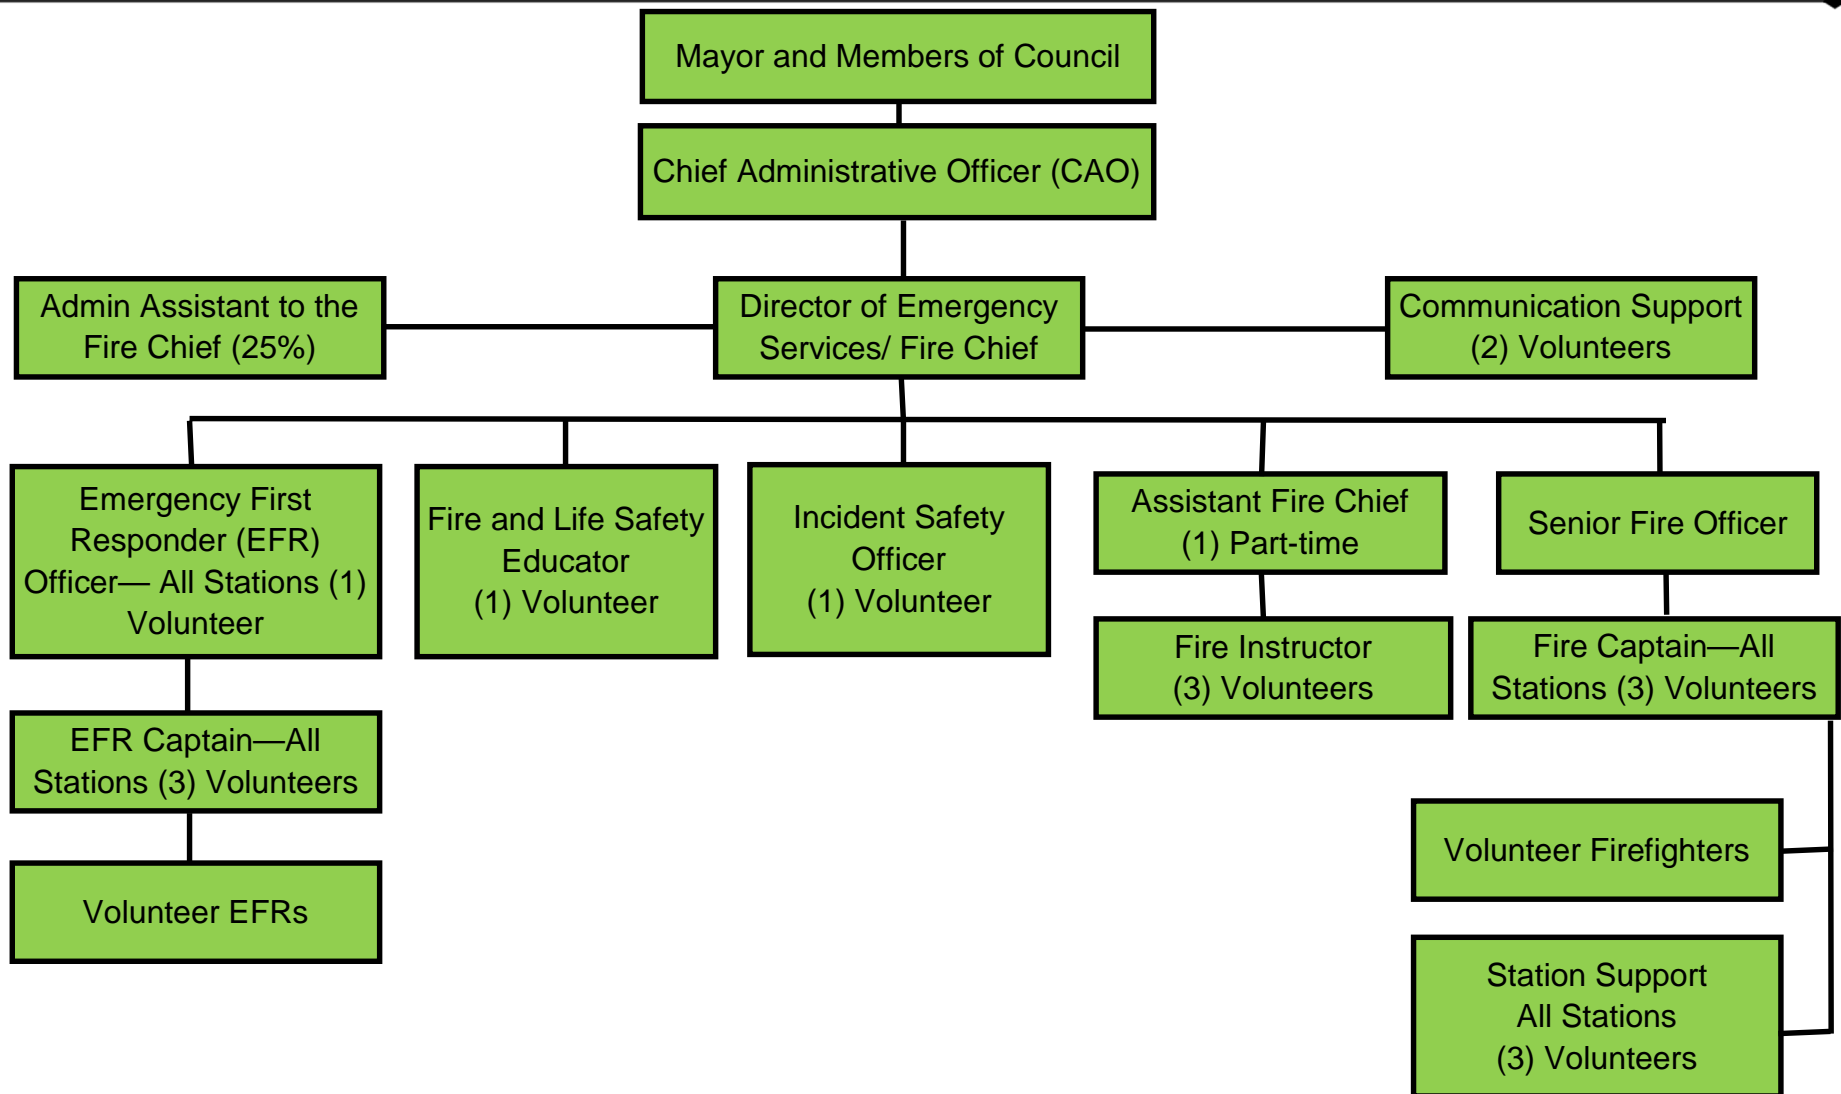 Mayor and Members of Council
Chief Administrative Officer (CAO)
Admin Assistant to the
Fire Chief (25%)
Director of Emergency
Services/ Fire Chief
Communication Support
(2) Volunteers
Emergency First
Responder (EFR)
Officer— All Stations (1)
Volunteer
Fire and Life Safety
Educator
(1) Volunteer
Incident Safety
Officer
(1) Volunteer
Assistant Fire Chief
(1) Part-time
Senior Fire Officer
Fire Instructor
(3) Volunteers
Fire Captain—All
Stations (3) Volunteers
EFR Captain—All
Stations (3) Volunteers
Volunteer Firefighters
Volunteer EFRs
Station Support
All Stations
(3) Volunteers